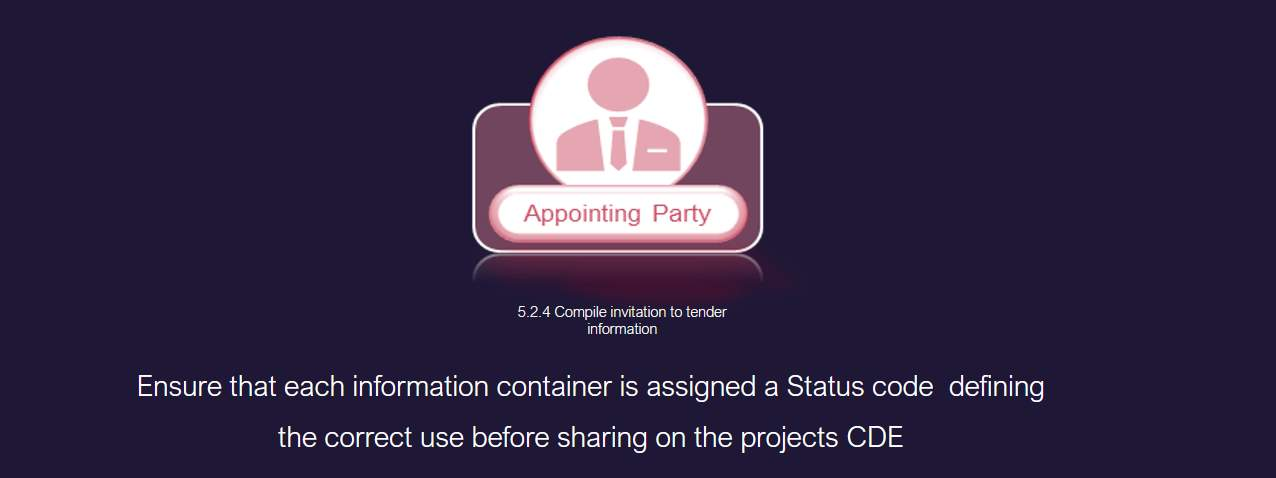 Appointing Party
5.2.4 Compile invitation to tender
information
Ensure that each information container is assigned a Status code defining
the correct use before sharing on the projects CDE